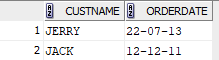 CUSTNAME ORDERDATE
1 JERRY 22-07-13
2 JACK 12-12-11